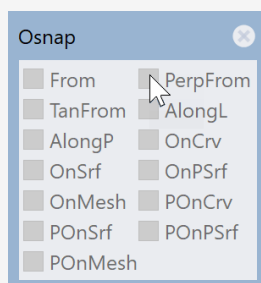 Osnap
From PerpFrom
TanFrom AlongL
AlongP OnCrv
OnSrf OnPSrf
OnMesh POnCrv
POnSrf POnPSrf
POnMesh